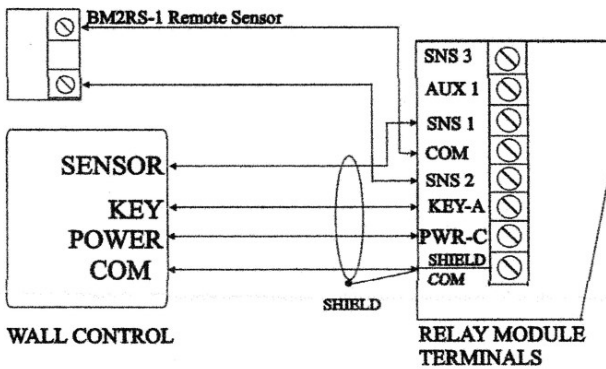 BM2RS-1 Remote Sensor
SENSOR
KEY
POWER
COM
SHIELD
WALL CONTROL
SNS 3
AUX 1
SNS 1
COM
SNS 2
KEY-A
PWR-C
SHIELD
COM
RELAY MODULE
TERMINALS